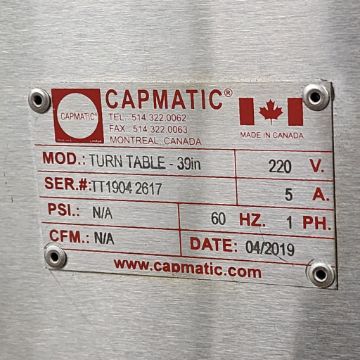 CAPMATIC
CAPMATIC®
TEL. 514 322.0062
FAX. 514 322.0063
MONTREAL, CANADA
MADE IN CANADA
MOD.: TURN TABLE - 39in 220 V.
SER.#: TT1904 2617 5 A.
PSI.: N/A 60 HZ. 1 PH.
CFM.: N/A DATE: 04/2019
www.capmatic.com